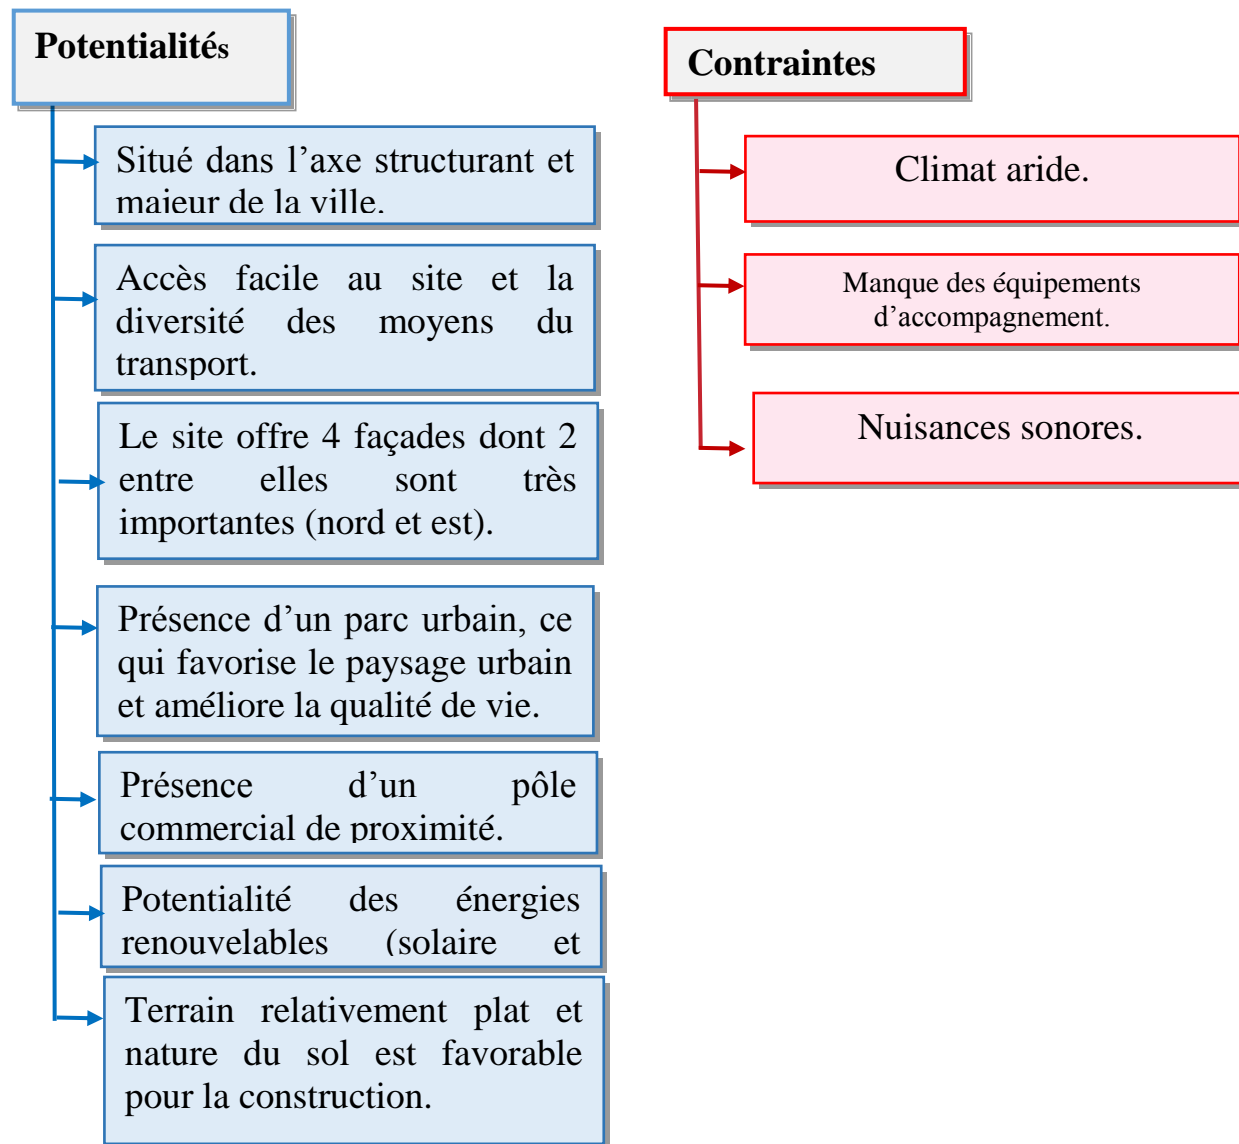 Potentialités
Situé dans l’axe structurant et
majeur de la ville.
Accès facile au site et la
diversité des moyens du
transport.
Le site offre 4 façades dont 2
entre elles sont très
importantes (nord et est).
Présence d’un parc urbain, ce
qui favorise le paysage urbain
et améliore la qualité de vie.
Présence d’un pôle
commercial de proximité.
Potentialité des énergies
renouvelables (solaire et
Terrain relativement plat et
nature du sol est favorable
pour la construction.
Contraintes
Climat aride.
Manque des équipements
d’accompagnement.
Nuisances sonores.